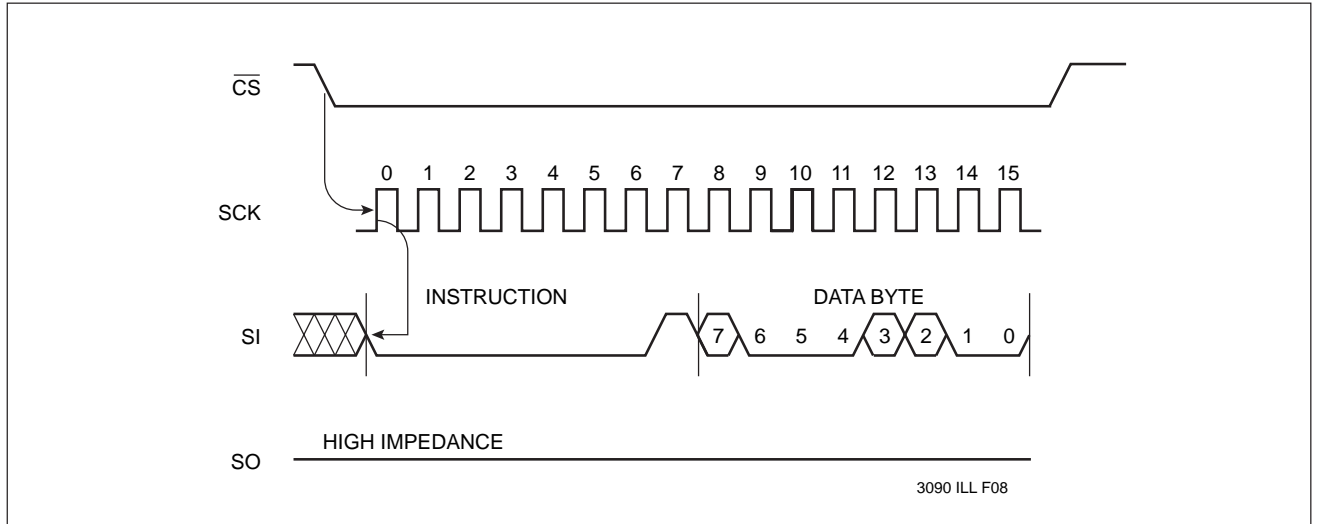 CS
0 1 2 3 4 5 6 7 8 9 10 11 12 13 14 15
SCK
INSTRUCTION DATA BYTE
SI 7 6 5 4 3 2 1 0
HIGH IMPEDANCE
SO
3090 ILL F08